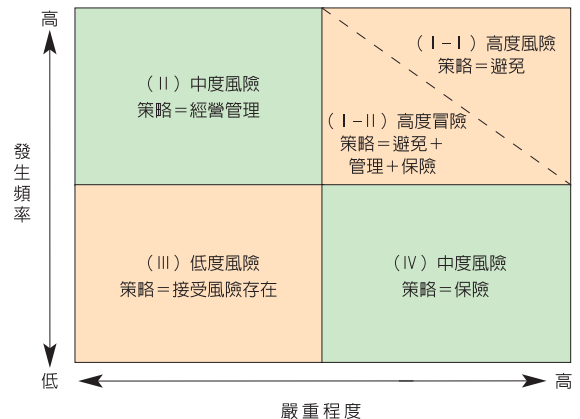 高
發生頻率
低
（II）中度風險
策略＝經營管理
（I－I）高度風險
策略＝避免
（I－II）高度冒險
策略＝避免＋
管理＋保險
（III）低度風險
策略＝接受風險存在
（IV）中度風險
策略＝保險
高
嚴重程度